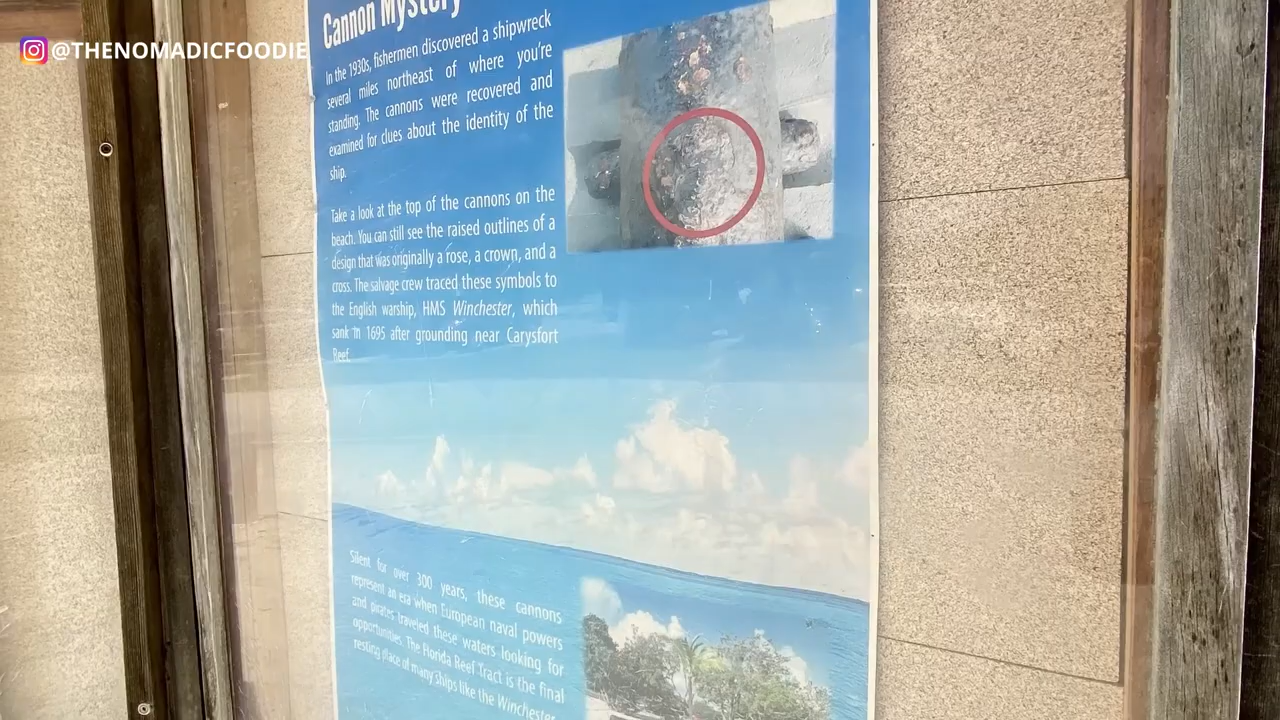 @THENOMADICFOODIE
Cannon Mystery
In the 1930s, fishermen discovered a shipwreck
several miles northeast of where you're
standing. The cannons were recovered and
examined for clues about the identity of the
ship.
Take a look at the top of the cannons on the
beach. You can still see the raised outlines of a
design that was originally a rose, a crown, and a
cross. The salvage crew traced these symbols to
the English warship, HMS Winchester, which
sank in 1695 after grounding near Carysfort
Reef.
Silent for over 300 years, these cannons
represent an era when European naval powers
and pirates traveled these waters looking for
opportunities. The Florida Reef Tract is the final
resting place of many ships like the Winchester